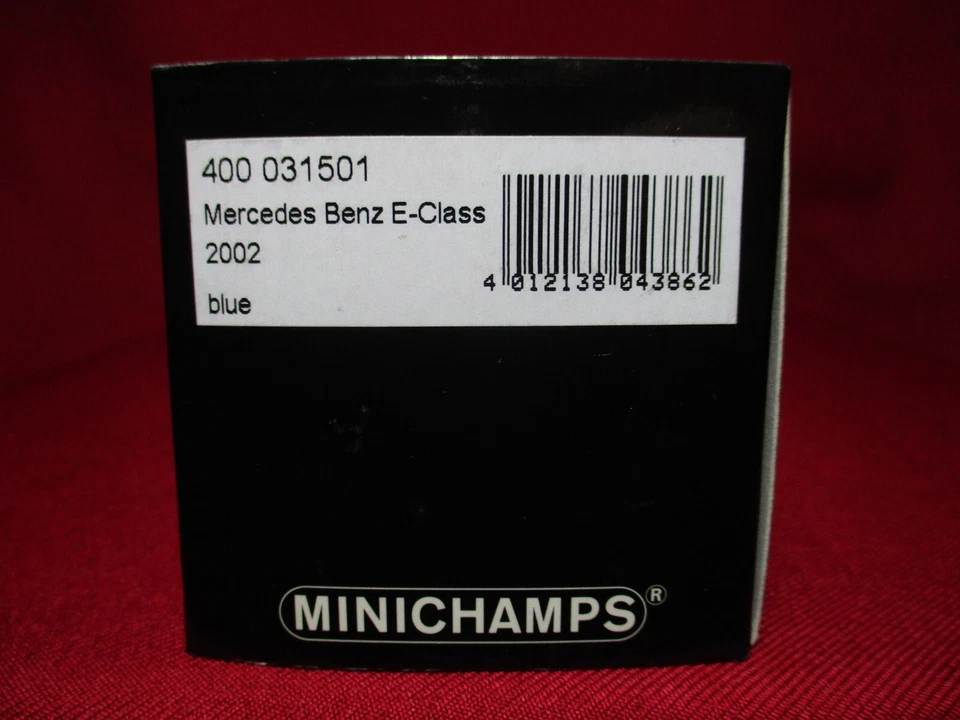 400 031501
Mercedes Benz E-Class
2002
blue
4 012138 043862
MINICHAMPS®